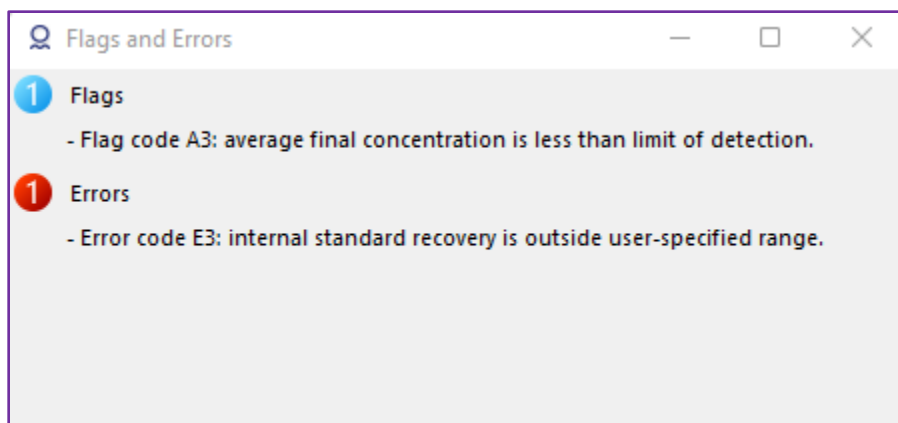 Flags and Errors
1 Flags
- Flag code A3: average final concentration is less than limit of detection.
1 Errors
- Error code E3: internal standard recovery is outside user-specified range.